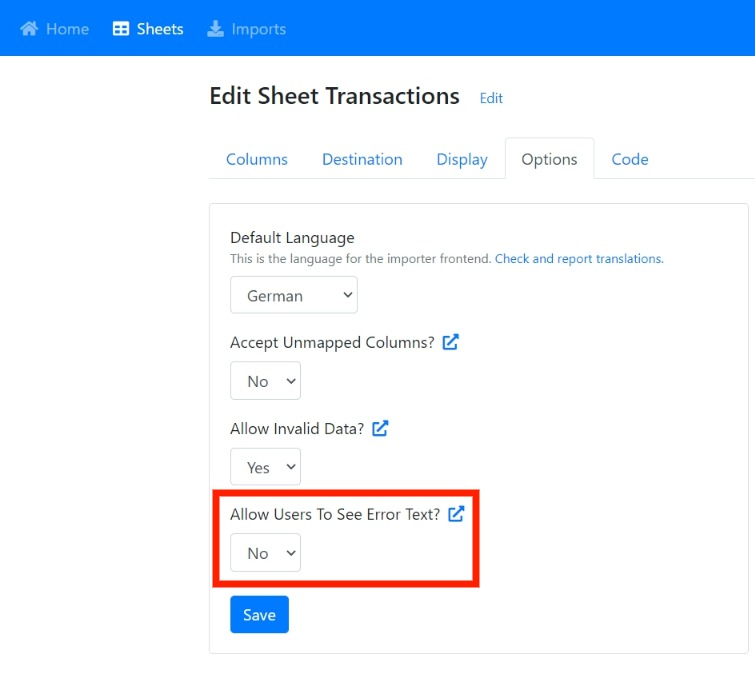 Home Sheets Imports
Edit Sheet Transactions Edit
Columns Destination Display Options Code
Default Language
This is the language for the importer frontend. Check and report translations.
German
Accept Unmapped Columns?
No
Allow Invalid Data?
Yes
Allow Users To See Error Text?
No
Save